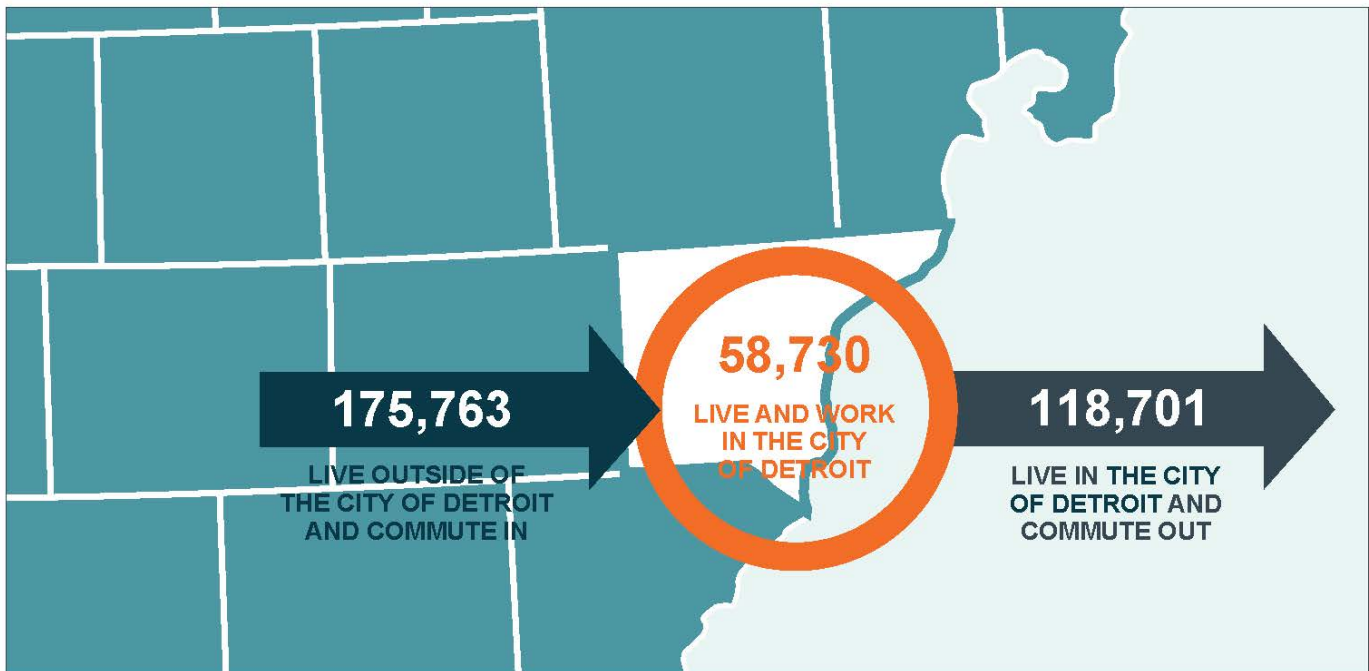 175,763
LIVE OUTSIDE OF
THE CITY OF DETROIT
AND COMMUTE IN
58,730
LIVE AND WORK
IN THE CITY
OF DETROIT
118,701
LIVE IN THE CITY
OF DETROIT AND
COMMUTE OUT